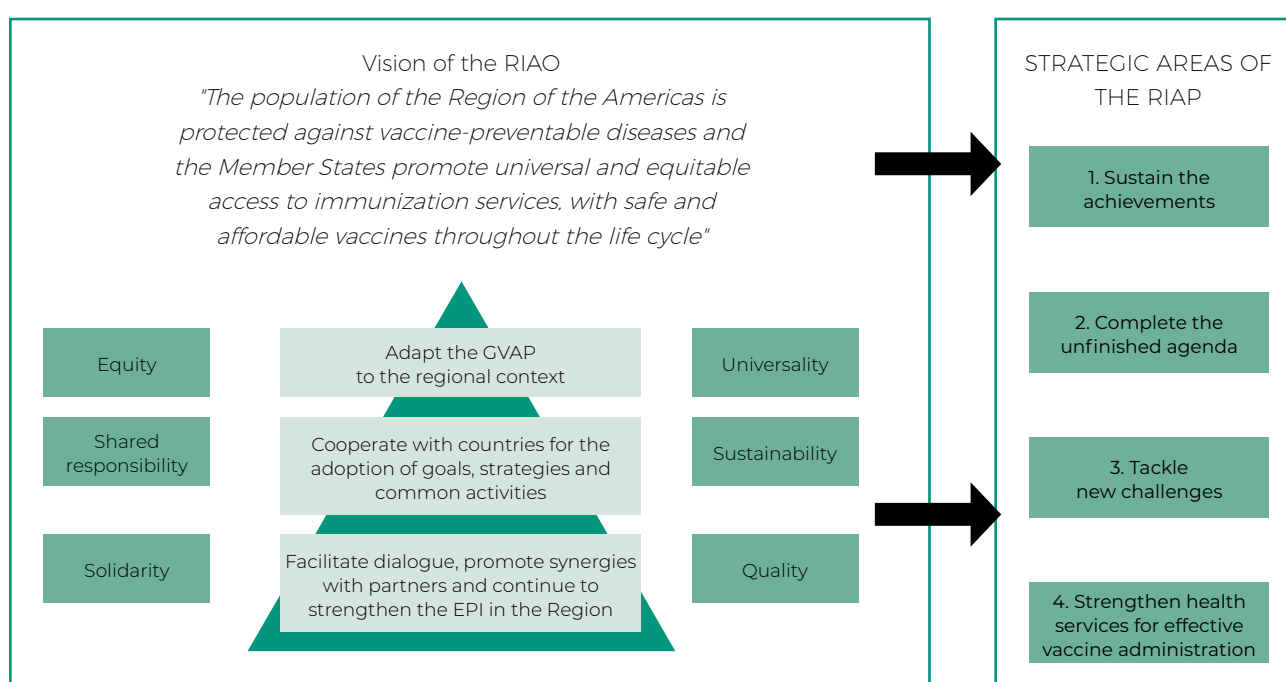 Vision of the RIAO
"The population of the Region of the Americas is
protected against vaccine-preventable diseases and
the Member States promote universal and equitable
access to immunization services, with safe and
affordable vaccines throughout the life cycle"
Equity
Shared
responsibility
Solidarity
Adapt the GVAP
to the regional context
Cooperate with countries for the
adoption of goals, strategies and
common activities
Facilitate dialogue, promote synergies
with partners and continue to
strengthen the EPI in the Region
Universality
Sustainability
Quality
STRATEGIC AREAS OF
THE RIAP
1. Sustain the
achievements
2. Complete the
unfinished agenda
3. Tackle
new challenges
4. Strengthen health
services for effective
vaccine administration